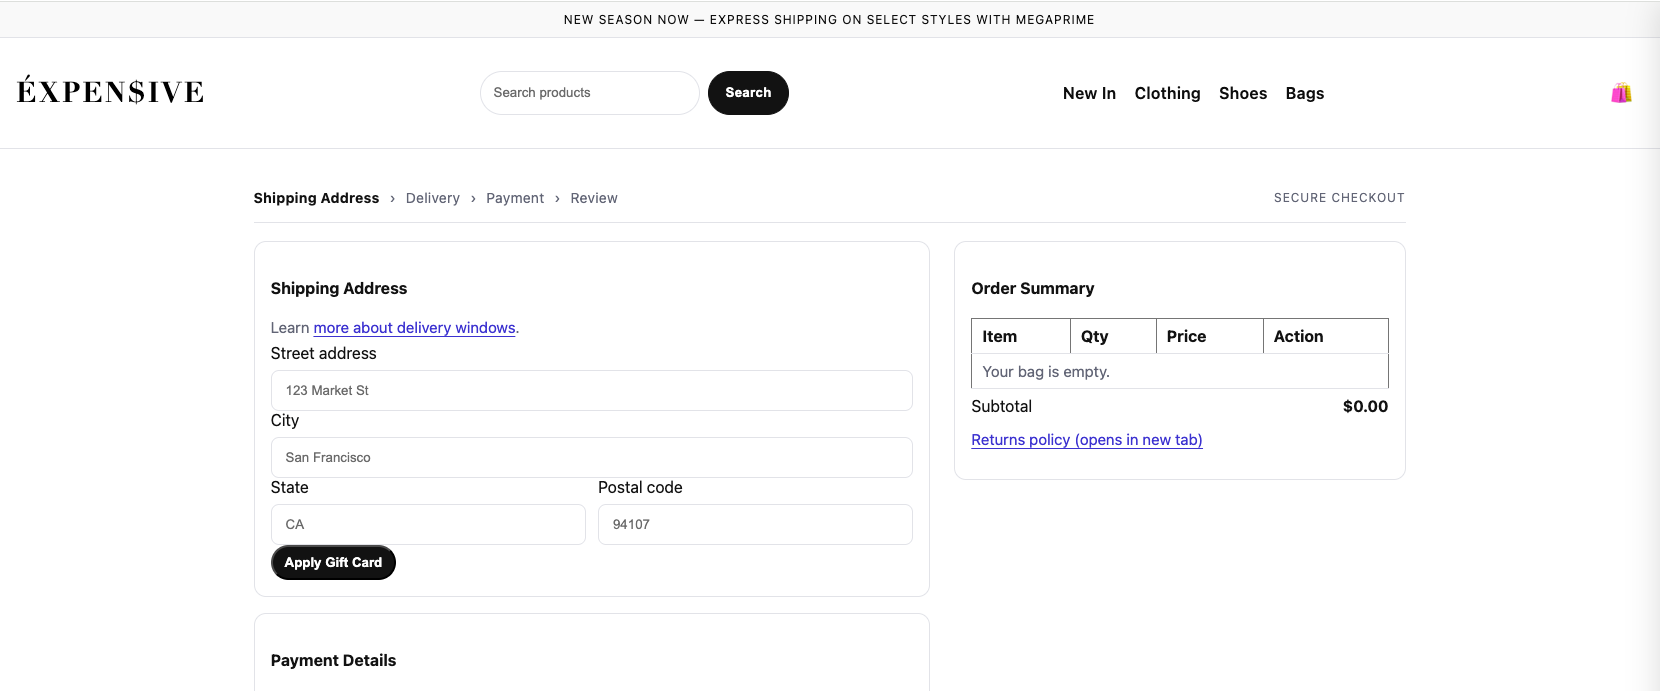 NEW SEASON NOW — EXPRESS SHIPPING ON SELECT STYLES WITH MEGAPRIME
ÉXPEN$IVE
Search products
Search
New In
Clothing
Shoes
Bags
Shipping Address › Delivery › Payment › Review
SECURE CHECKOUT
Shipping Address
Learn more about delivery windows.
Street address
123 Market St
City
San Francisco
State
CA
Postal code
94107
Apply Gift Card
Payment Details
Order Summary
Item Qty Price Action
Your bag is empty.
Subtotal $0.00
Returns policy (opens in new tab)